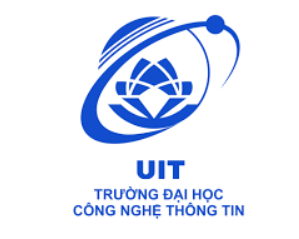 UIT
TRƯỜNG ĐẠI HỌC
CÔNG NGHỆ THÔNG TIN